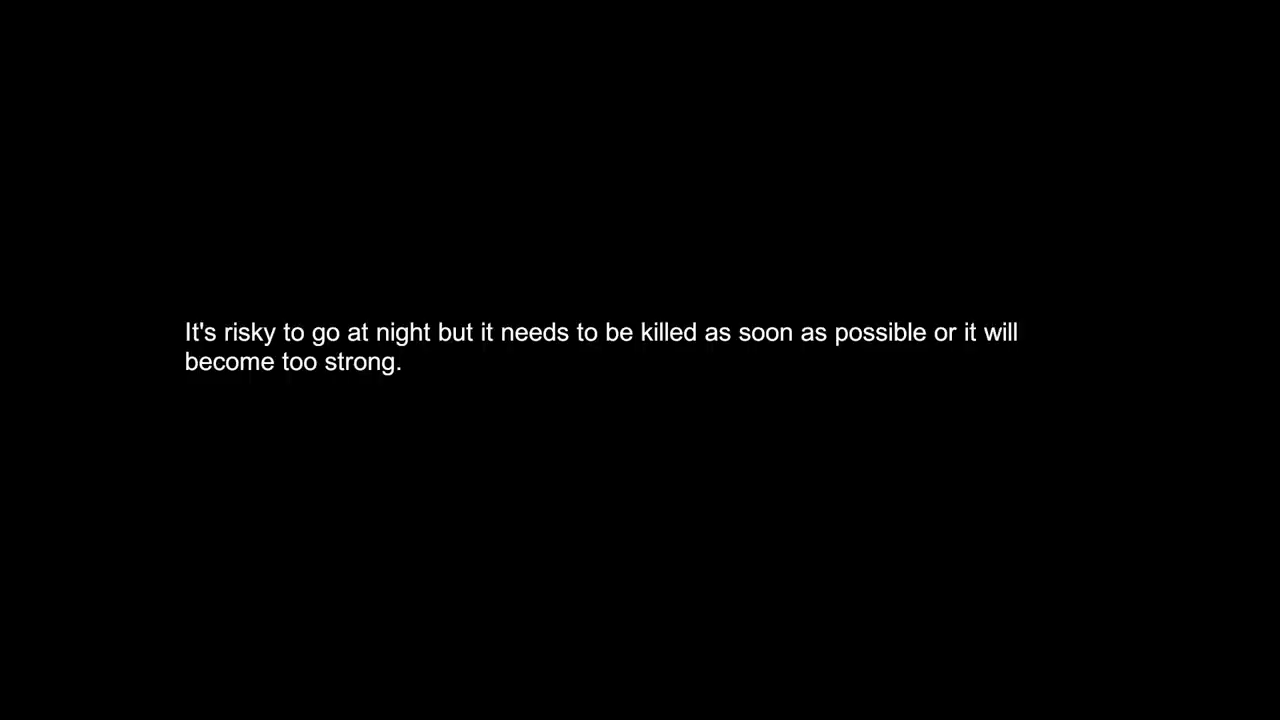 It's risky to go at night but it needs to be killed as soon as possible or it will
become too strong.